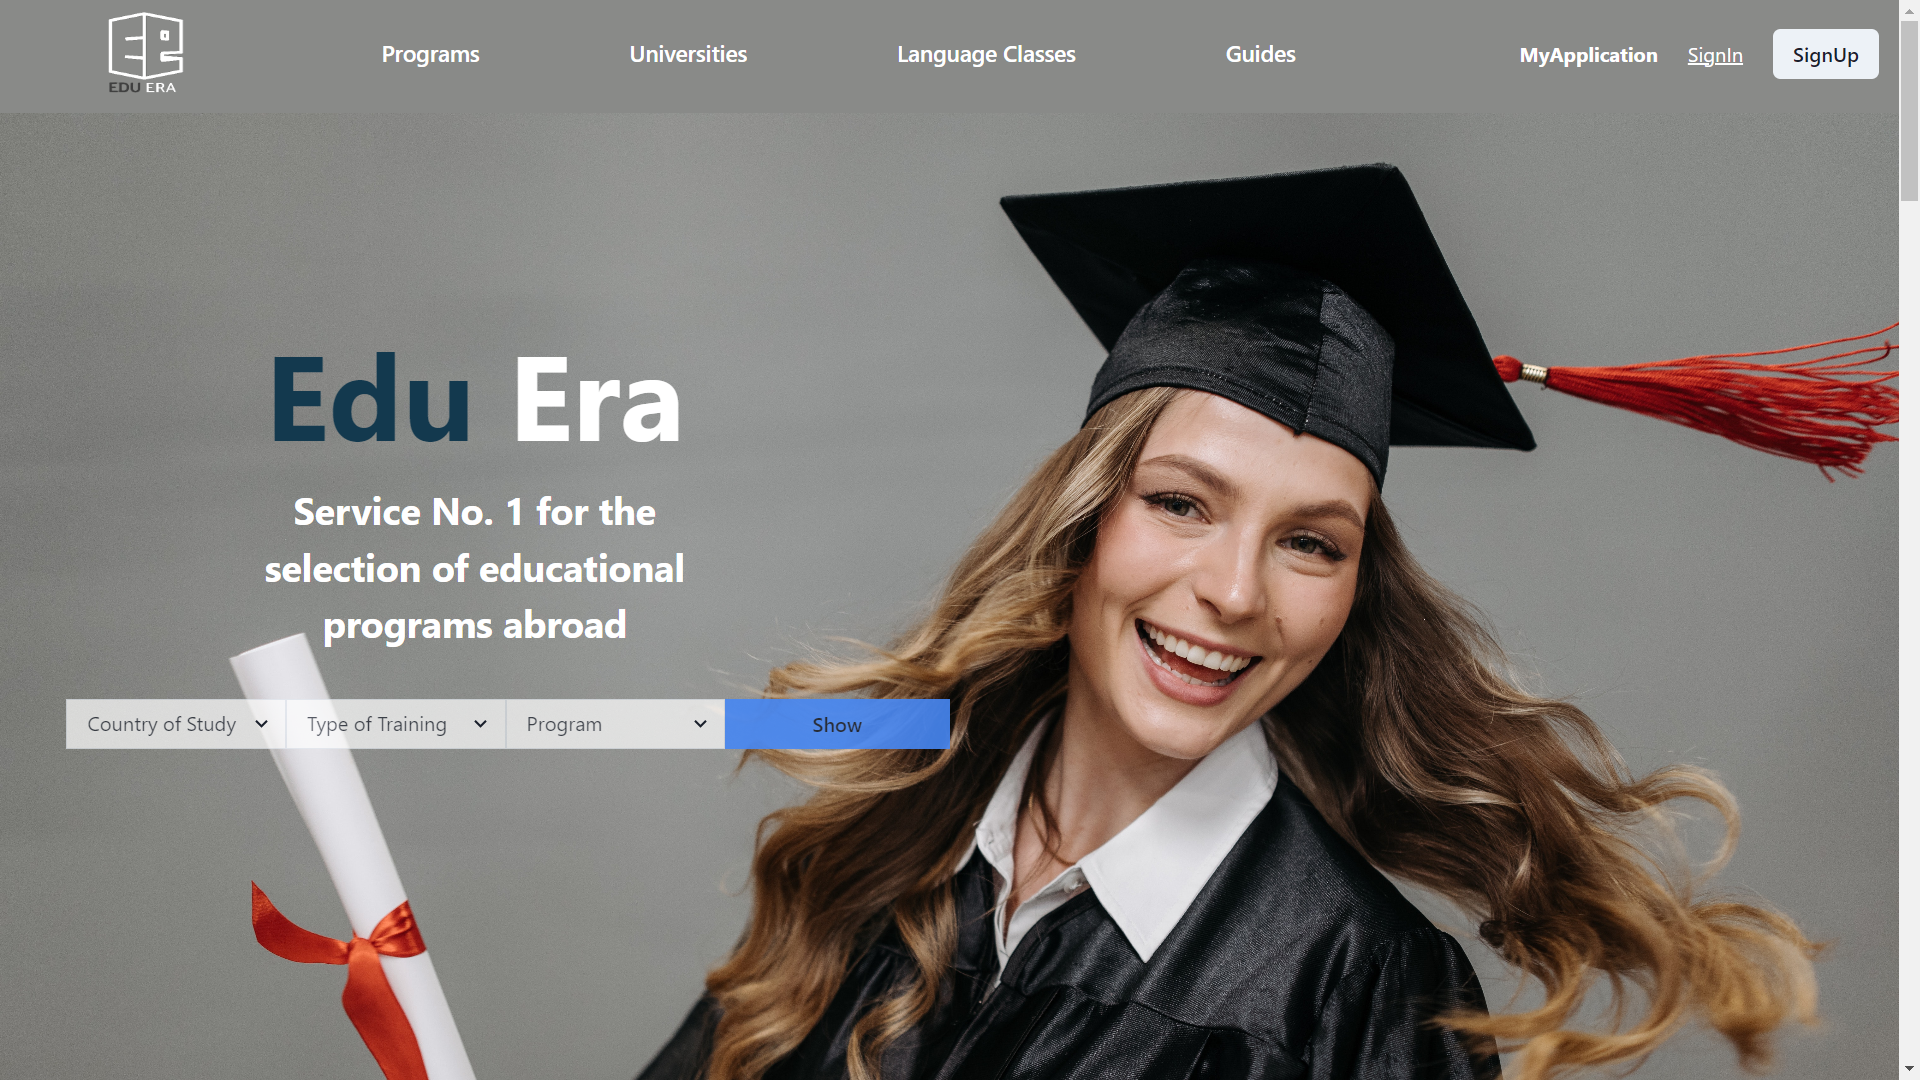 EDU ERA
Programs
Universities
Language Classes
Guides
MyApplication
SignIn
SignUp
Edu Era
Service No. 1 for the
selection of educational
programs abroad
Country of Study
Type of Training
Program
Show